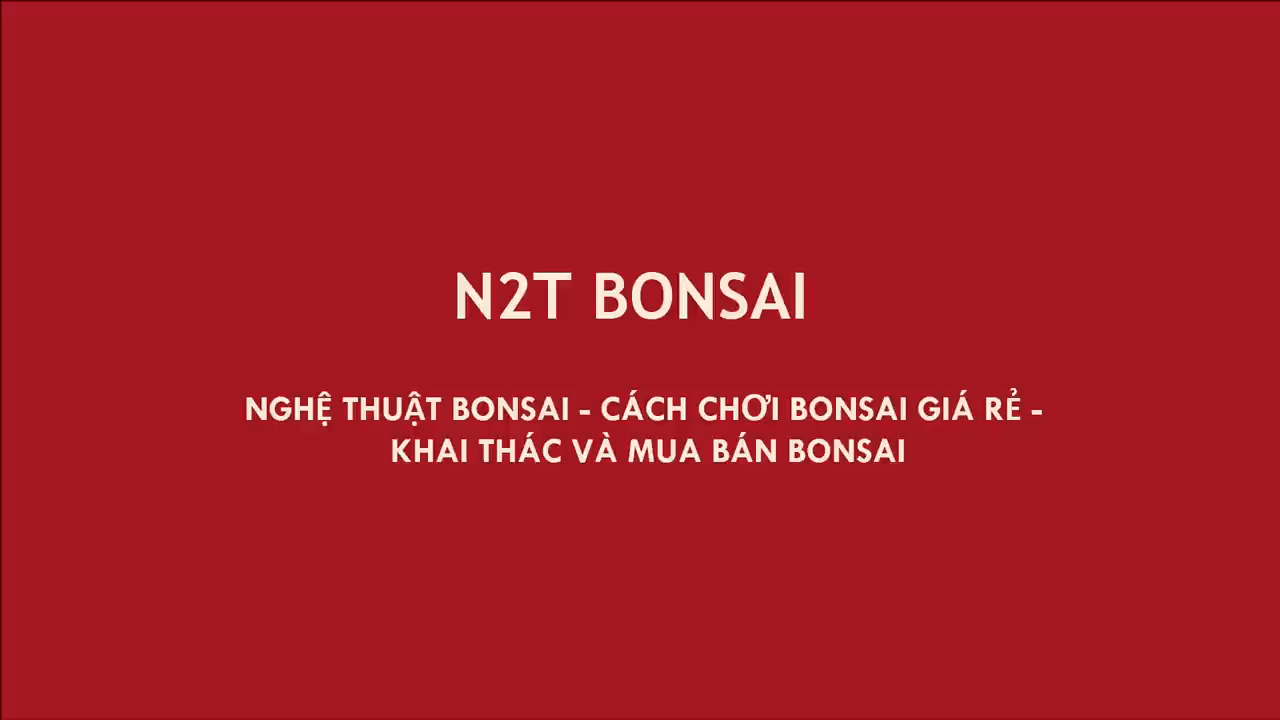 N2T BONSAI
NGHỆ THUẬT BONSAI - CÁCH CHƠI BONSAI GIÁ RẺ -
KHAI THÁC VÀ MUA BÁN BONSAI